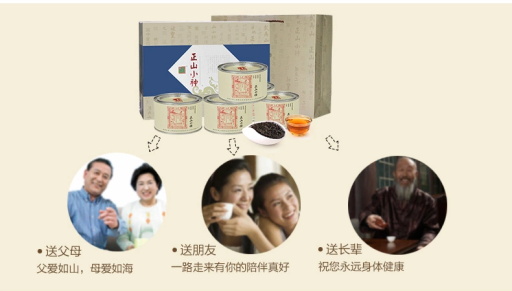 正山小神
• 送父母
父爱如山，母爱如海
• 送朋友
一路走来有你的陪伴真好
• 送长辈
祝您永远身体健康